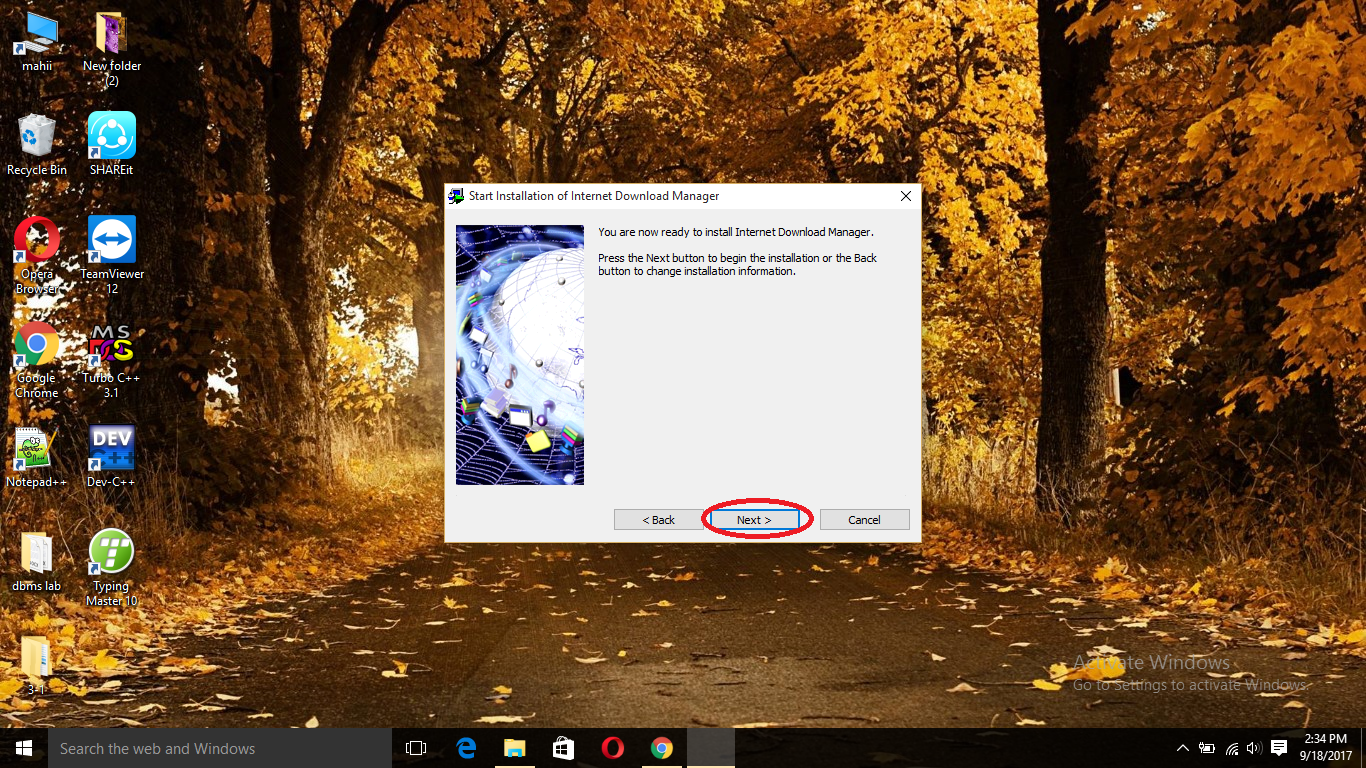 mahii
New folder
(2)
Recycle Bin
SHAREit
Opera
Browser
TeamViewer
12
Google
Chrome
MS
DOS
Turbo C++
3.1
Notepad++
DEV
C++
Dev-C++
dbms lab
Typing
Master 10
3-1
Start Installation of Internet Download Manager
You are now ready to install Internet Download Manager.
Press the Next button to begin the installation or the Back
button to change installation information.
< Back
Next >
Cancel
Activate Windows
Go to Settings to activate Windows.
Search the web and Windows
2:34 PM
9/18/2017